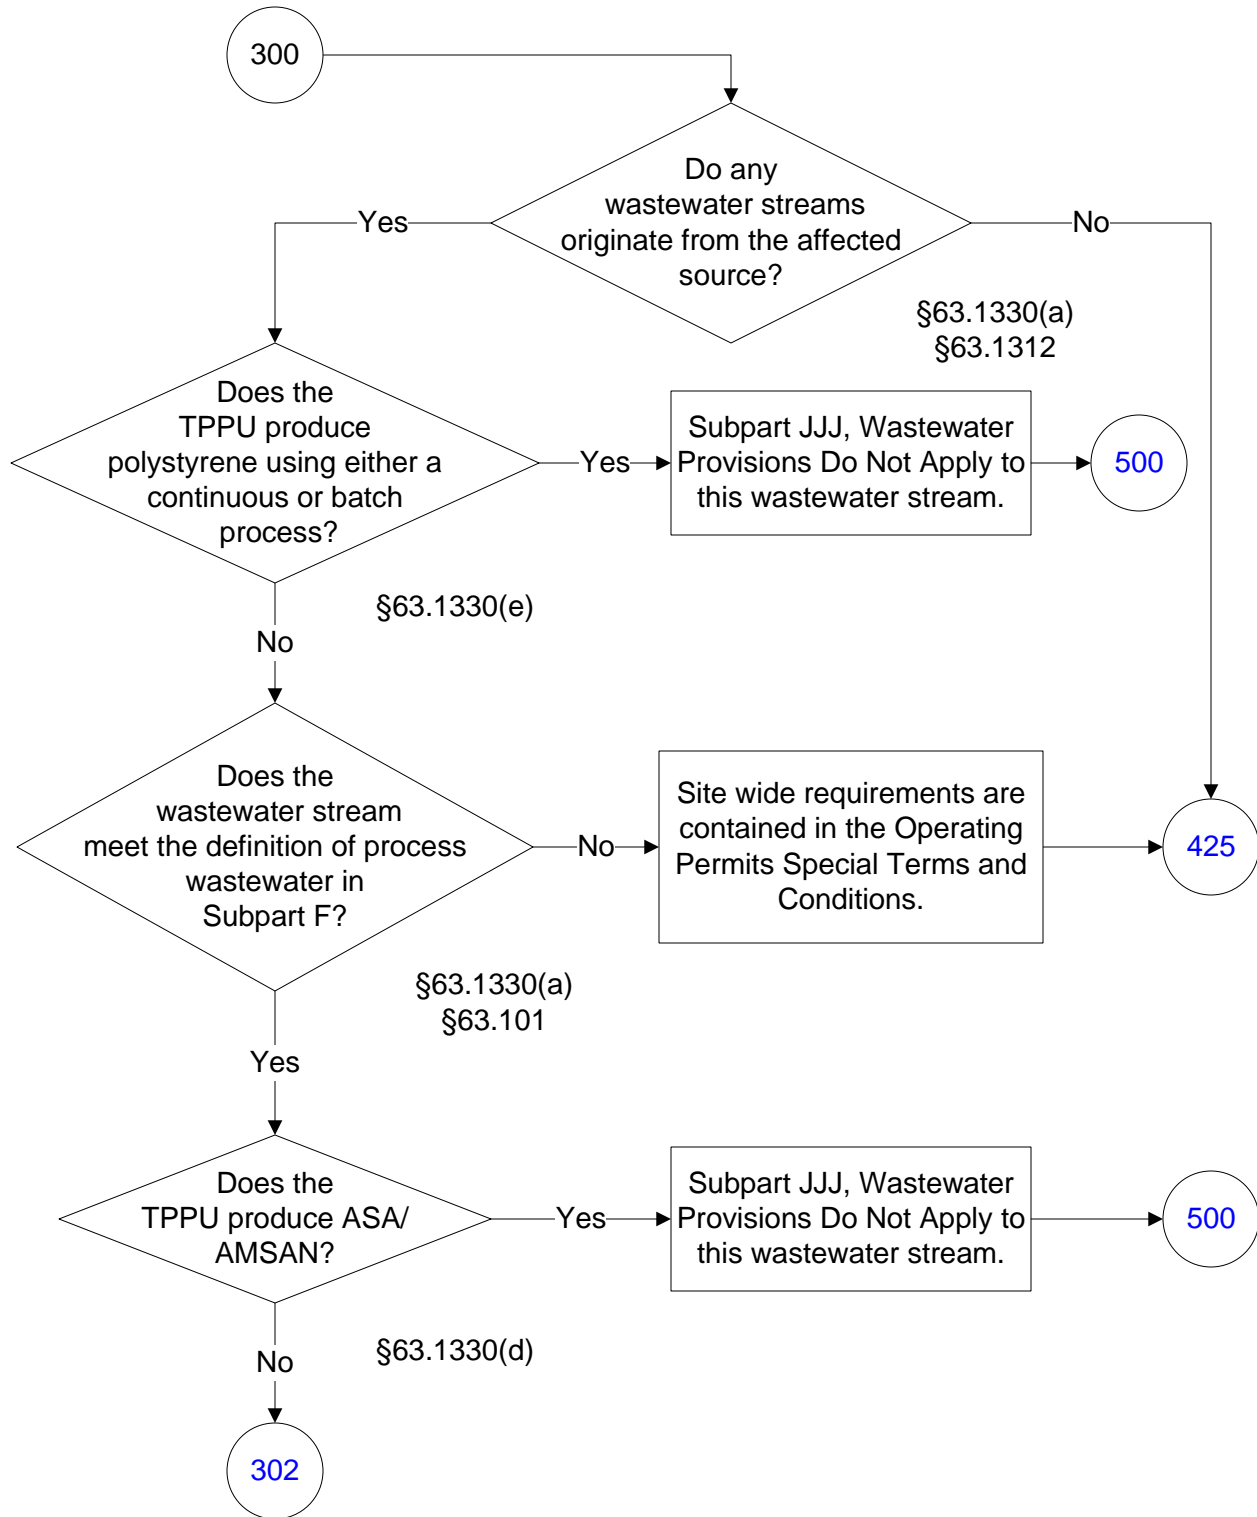 300
Do any
wastewater streams
originate from the affected
source?
Yes
No
§63.1330(a)
§63.1312
Does the
TPPU produce
polystyrene using either a
continuous or batch
process?
Yes
Subpart JJJ, Wastewater
Provisions Do Not Apply to
this wastewater stream.
500
§63.1330(e)
No
Does the
wastewater stream
meet the definition of process
wastewater in
Subpart F?
No
Site wide requirements are
contained in the Operating
Permits Special Terms and
Conditions.
425
§63.1330(a)
§63.101
Yes
Does the
TPPU produce ASA/
AMSAN?
Yes
Subpart JJJ, Wastewater
Provisions Do Not Apply to
this wastewater stream.
500
§63.1330(d)
No
302